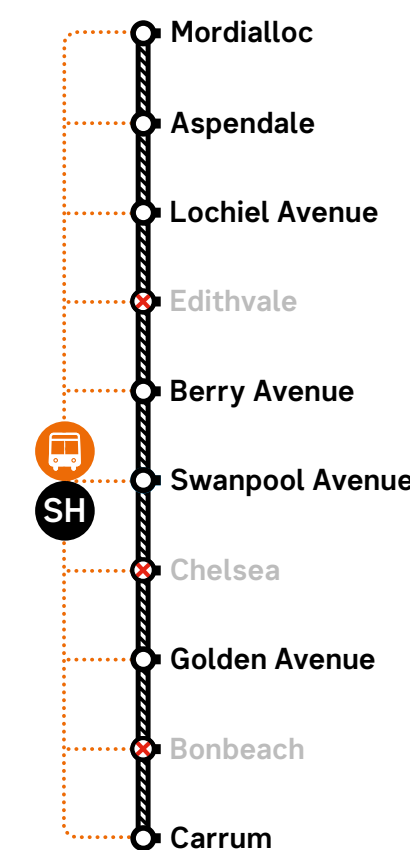 Mordialloc
Aspendale
Lochiel Avenue
Edithvale
Berry Avenue
Swanpool Avenue
SH
Chelsea
Golden Avenue
Bonbeach
Carrum